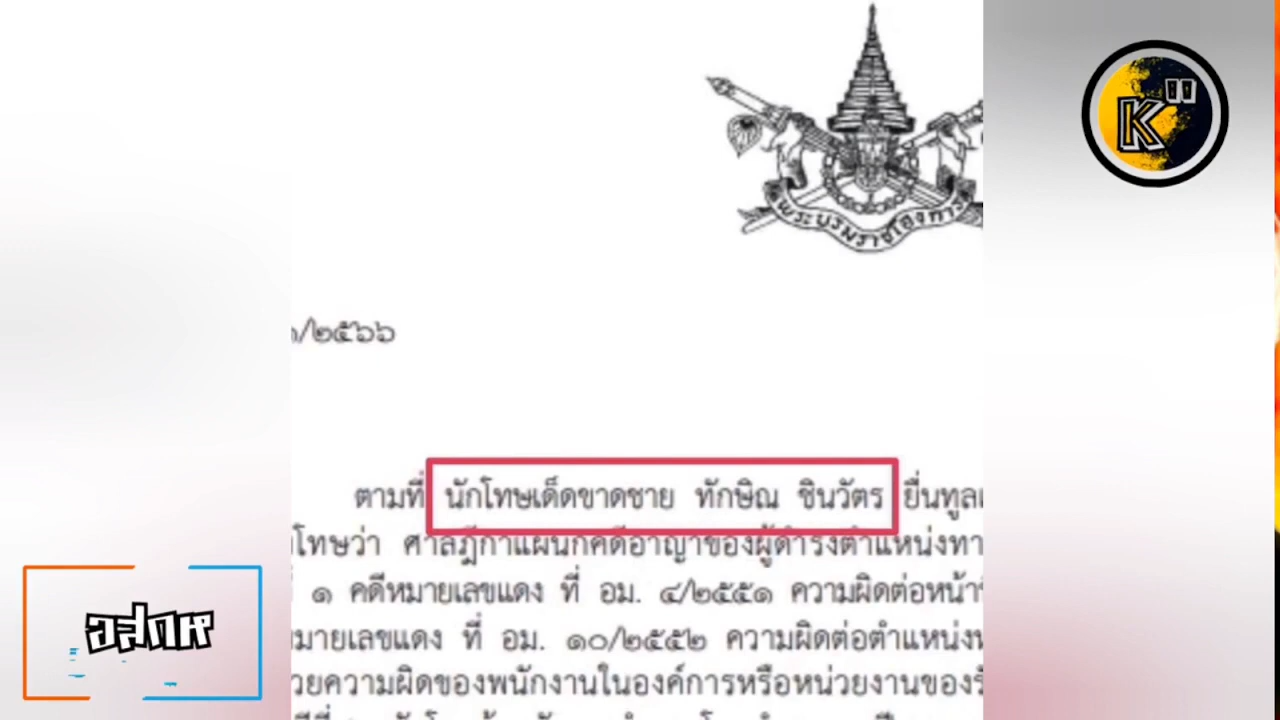 K"
พระบรมราชโองการ
/๒๕๖๖
ตามที่ นักโทษเด็ดขาดชาย ทักษิณ ชินวัตร ยื่นทูลเ
โทษว่า ศาลฎีกาแผนกคดีอาญาของผู้ดำรงตำแหน่งทา
ที่ ๑ คดีหมายเลขแดง ที่ อม. ๔/๒๕๕๑ ความผิดต่อหน้า
มายเลขแดง ที่ อม. ๑๐/๒๕๕๒ ความผิดต่อตำแหน่ง
วยความผิดของพนักงานในองค์การหรือหน่วยงานของรั
อสกห